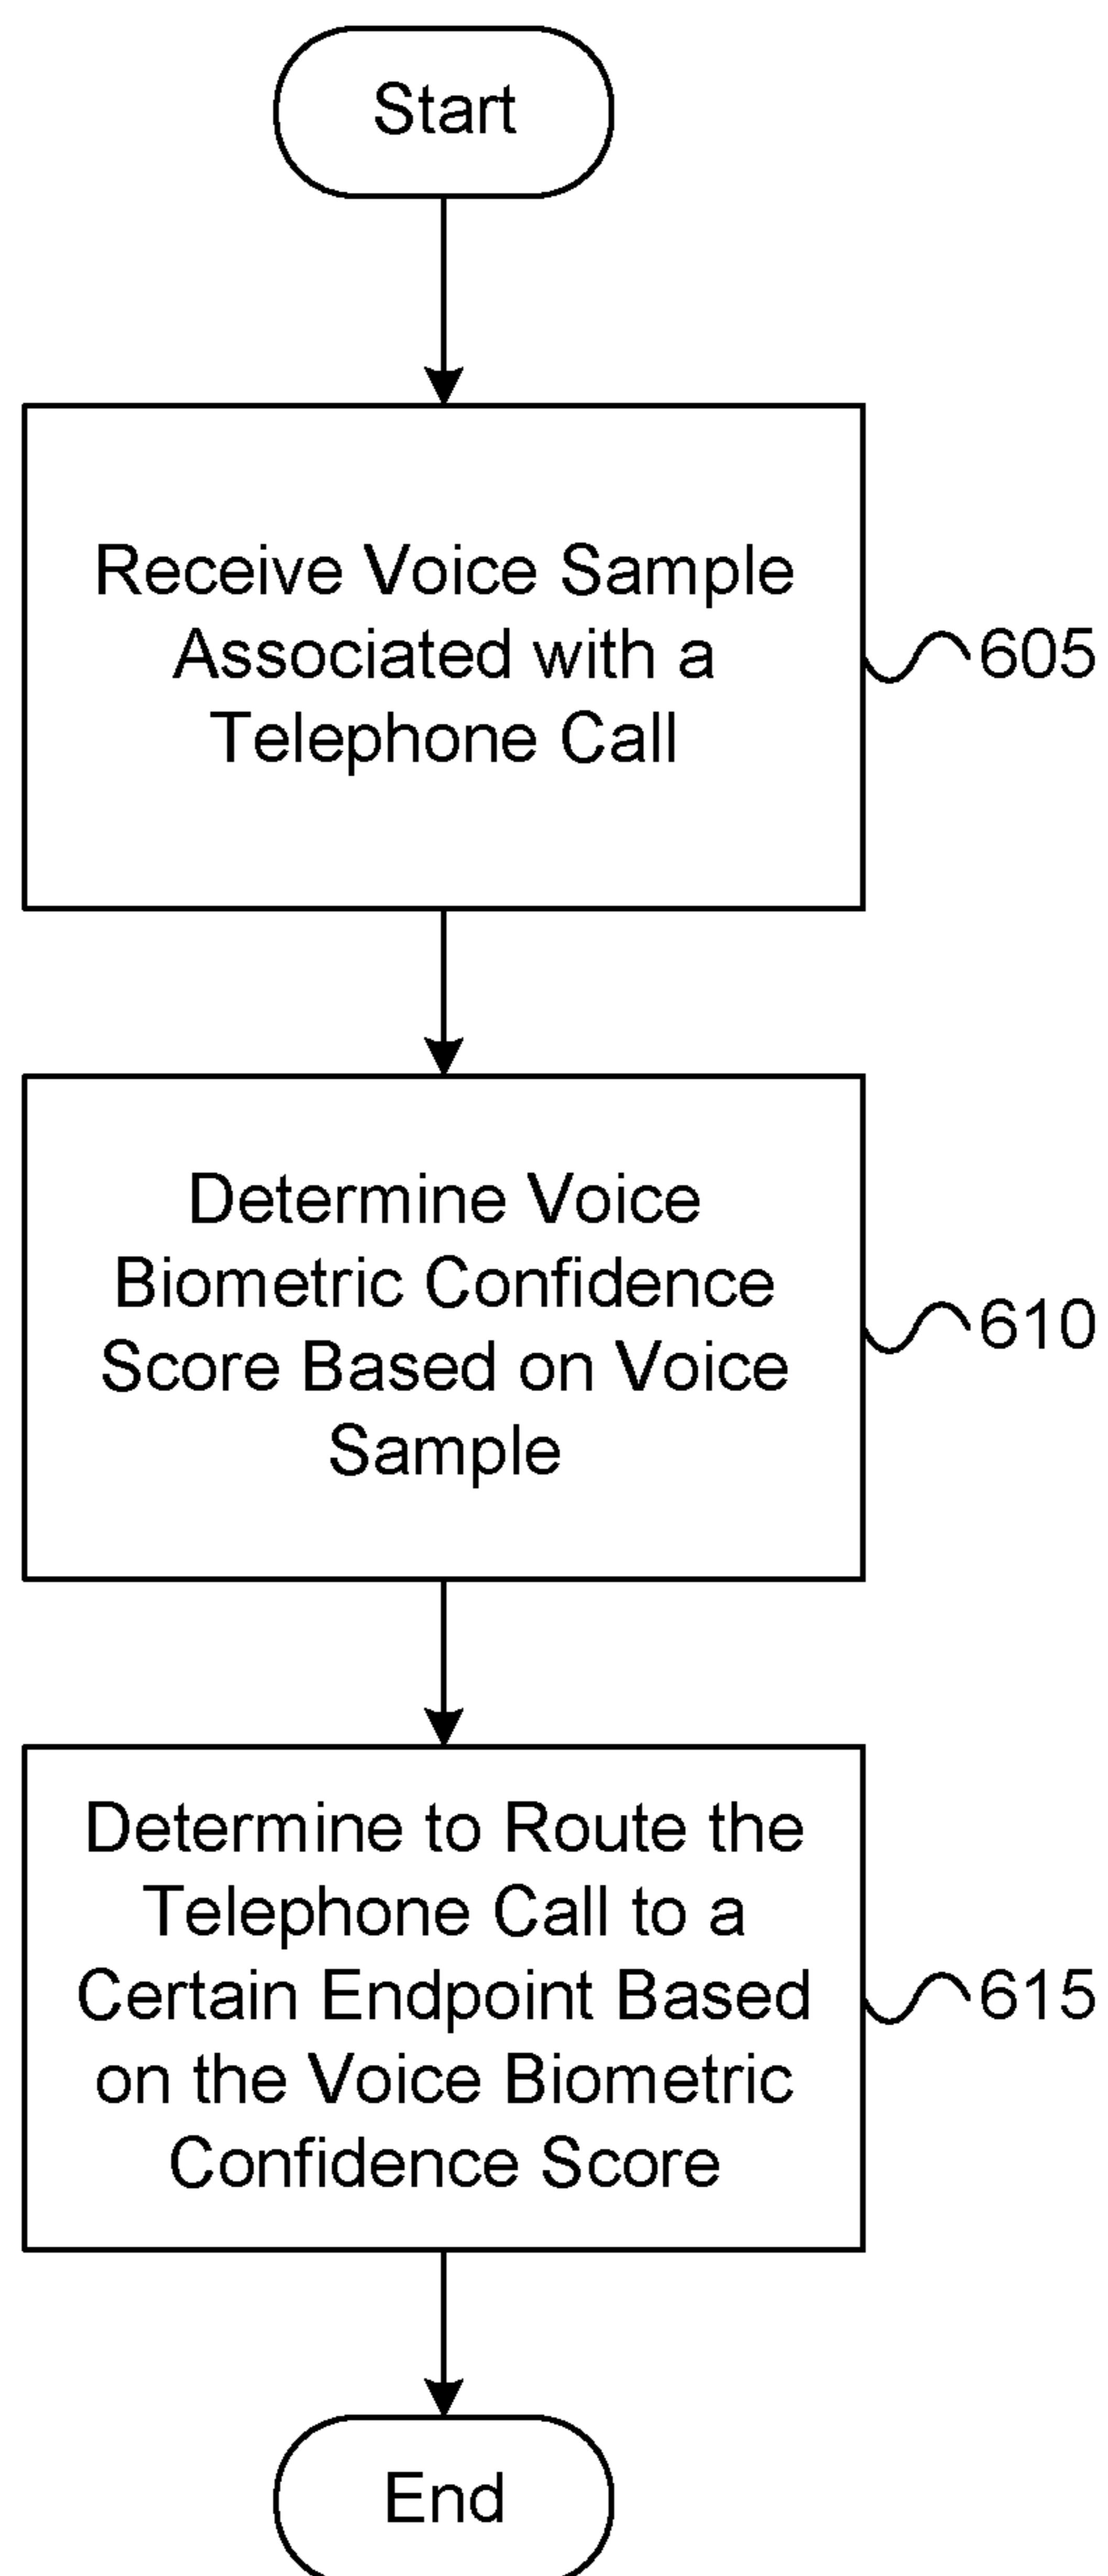 Start
Receive Voice Sample
Associated with a
Telephone Call
605
Determine Voice
Biometric Confidence
Score Based on Voice
Sample
610
Determine to Route the
Telephone Call to a
Certain Endpoint Based
on the Voice Biometric
Confidence Score
615
End